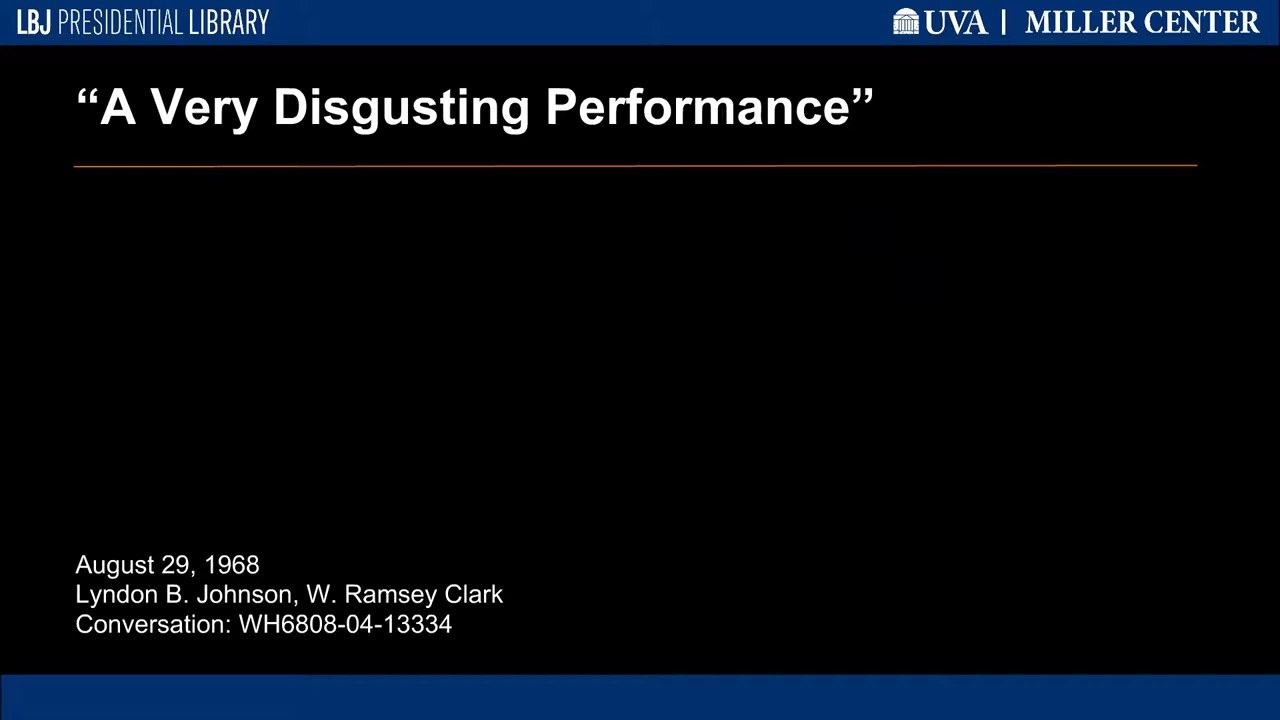 LBJ PRESIDENTIAL LIBRARY
UVA | MILLER CENTER
“A Very Disgusting Performance”
August 29, 1968
Lyndon B. Johnson, W. Ramsey Clark
Conversation: WH6808-04-13334